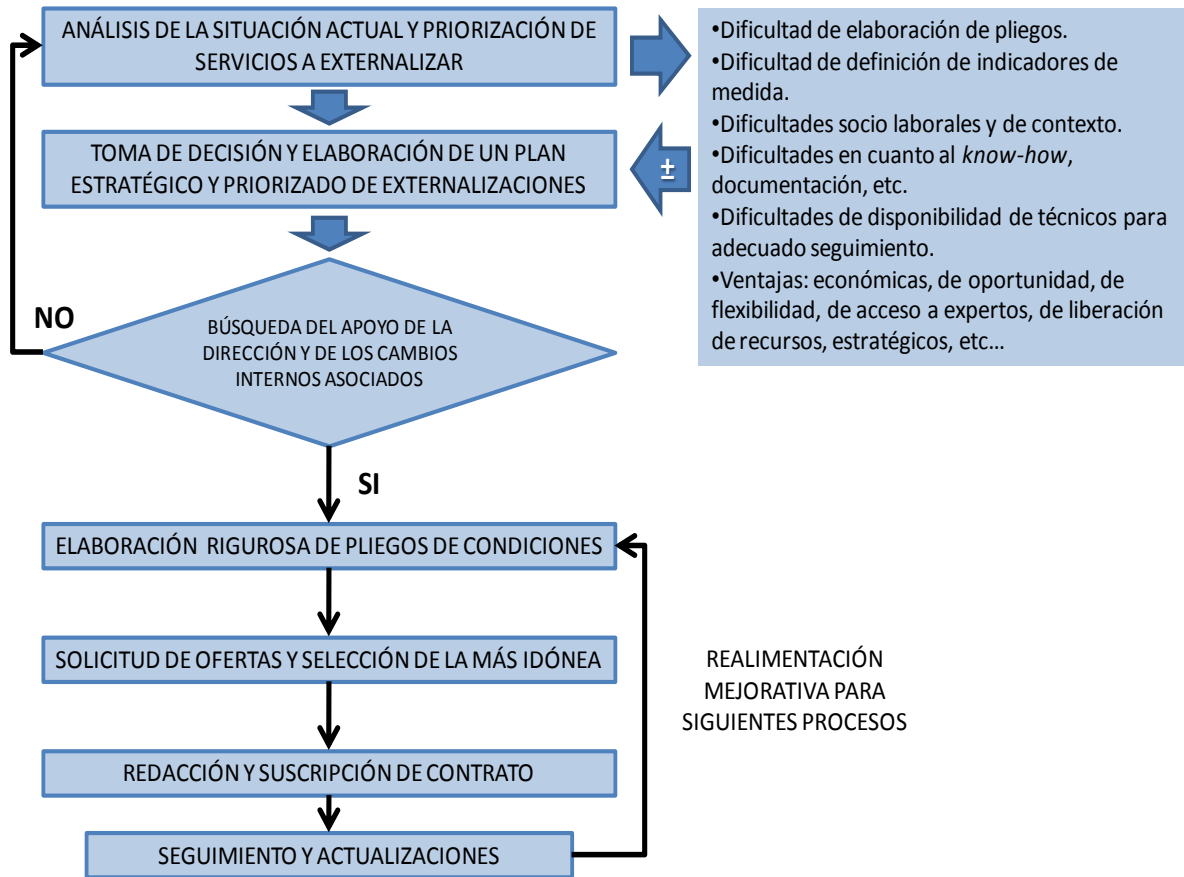 ANÁLISIS DE LA SITUACIÓN ACTUAL Y PRIORIZACIÓN DE
SERVICIOS A EXTERNALIZAR
•Dificultad de elaboración de pliegos.
•Dificultad de definición de indicadores de
medida.
•Dificultades socio laborales y de contexto.
•Dificultades en cuanto al know-how,
documentación, etc.
•Dificultades de disponibilidad de técnicos para
adecuado seguimiento.
•Ventajas: económicas, de oportunidad, de
flexibilidad, de acceso a expertos, de liberación
de recursos, estratégicos, etc...
TOMA DE DECISIÓN Y ELABORACIÓN DE UN PLAN
ESTRATÉGICO Y PRIORIZADO DE EXTERNALIZACIONES
±
NO
BÚSQUEDA DEL APOYO DE LA
DIRECCIÓN Y DE LOS CAMBIOS
INTERNOS ASOCIADOS
SI
ELABORACIÓN RIGUROSA DE PLIEGOS DE CONDICIONES
SOLICITUD DE OFERTAS Y SELECCIÓN DE LA MÁS IDÓNEA
REALIMENTACIÓN
MEJORATIVA PARA
SIGUIENTES PROCESOS
REDACCIÓN Y SUSCRIPCIÓN DE CONTRATO
SEGUIMIENTO Y ACTUALIZACIONES